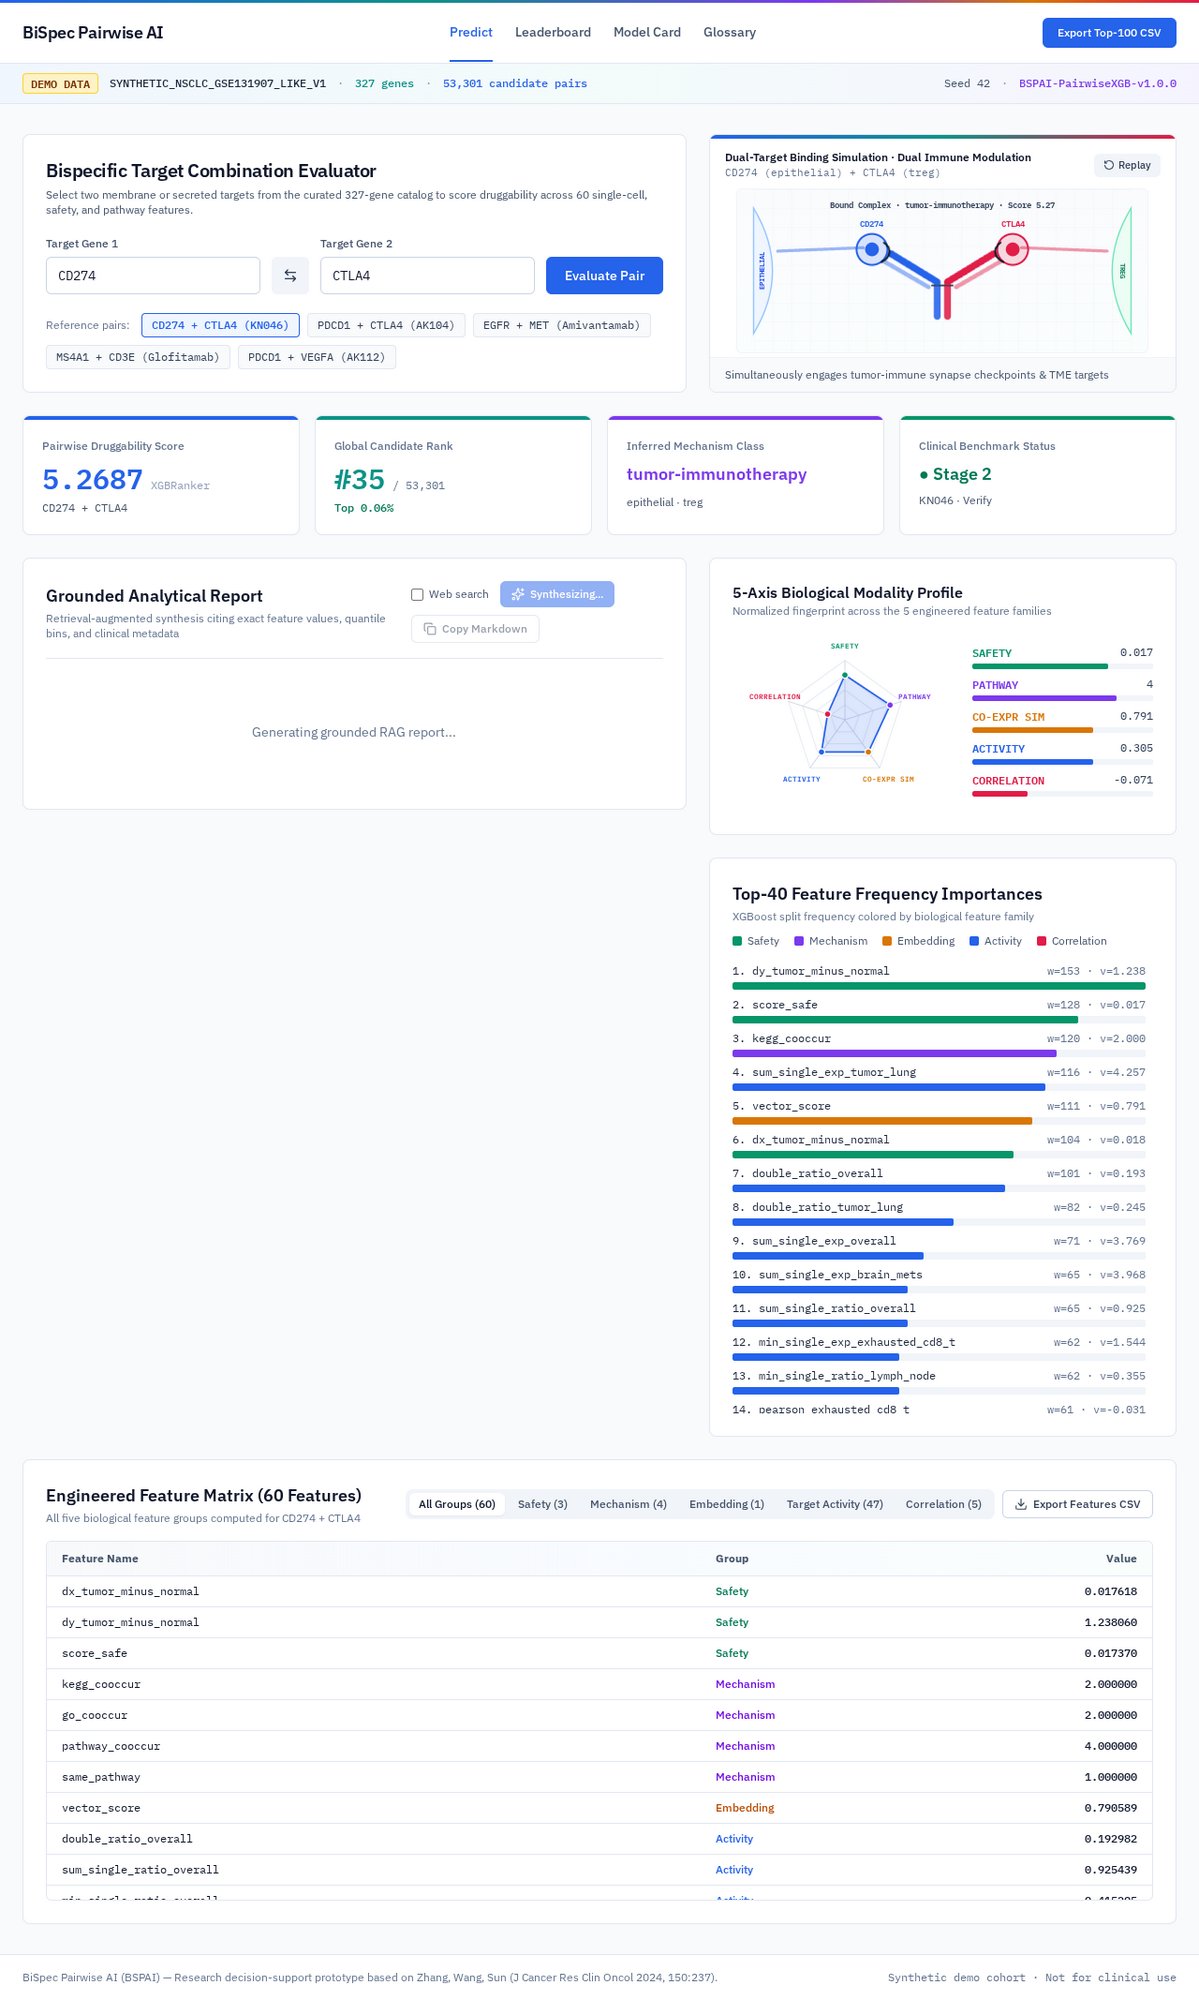 BiSpec Pairwise AI
Predict Leaderboard Model Card Glossary
Export Top-100 CSV
DEMO DATA SYNTHETIC_NSCLC_GSE131907_LIKE_V1 · 327 genes · 53,301 candidate pairs
Seed 42 · BSPAI-PairwiseXGB-v1.0.0
Bispecific Target Combination Evaluator
Select two membrane or secreted targets from the curated 327-gene catalog to score druggability across 60 single-cell,
safety, and pathway features.
Target Gene 1
CD274
Target Gene 2
CTLA4
Evaluate Pair
Reference pairs: CD274 + CTLA4 (KN046) PDCD1 + CTLA4 (AK104) EGFR + MET (Amivantamab)
MS4A1 + CD3E (Glofitamab) PDCD1 + VEGFA (AK112)
Dual-Target Binding Simulation · Dual Immune Modulation
CD274 (epithelial) + CTLA4 (treg)
Replay
Bound Complex · tumor-immunotherapy · Score 5.27
CD274 CTLA4
EPITHELIAL
TREG
Simultaneously engages tumor-immune synapse checkpoints & TME targets
Pairwise Druggability Score
5.2687 XGBRanker
CD274 + CTLA4
Global Candidate Rank
#35 / 53,301
Top 0.06%
Inferred Mechanism Class
tumor-immunotherapy
epithelial · treg
Clinical Benchmark Status
● Stage 2
KN046 · Verify
Grounded Analytical Report
Retrieval-augmented synthesis citing exact feature values, quantile
bins, and clinical metadata
Web search Synthesizing...
Copy Markdown
Generating grounded RAG report...
5-Axis Biological Modality Profile
Normalized fingerprint across the 5 engineered feature families
SAFETY
CORRELATION PATHWAY
ACTIVITY CO-EXPR SIM
SAFETY 0.017
PATHWAY 4
CO-EXPR SIM 0.791
ACTIVITY 0.305
CORRELATION -0.071
Top-40 Feature Frequency Importances
XGBoost split frequency colored by biological feature family
Safety Mechanism Embedding Activity Correlation
1. dy_tumor_minus_normal w=153 · v=1.238
2. score_safe w=128 · v=0.017
3. kegg_cooccur w=120 · v=2.000
4. sum_single_exp_tumor_lung w=116 · v=4.257
5. vector_score w=111 · v=0.791
6. dx_tumor_minus_normal w=104 · v=0.018
7. double_ratio_overall w=101 · v=0.193
8. double_ratio_tumor_lung w=82 · v=0.245
9. sum_single_exp_overall w=71 · v=3.769
10. sum_single_exp_brain_mets w=65 · v=3.968
11. sum_single_ratio_overall w=65 · v=0.925
12. min_single_exp_exhausted_cd8_t w=62 · v=1.544
13. min_single_ratio_lymph_node w=62 · v=0.355
14. pearson_exhausted_cd8_t w=61 · v=-0.031
Engineered Feature Matrix (60 Features)
All five biological feature groups computed for CD274 + CTLA4
All Groups (60) Safety (3) Mechanism (4) Embedding (1) Target Activity (47) Correlation (5)
Export Features CSV
Feature Name Group Value
dx_tumor_minus_normal Safety 0.017618
dy_tumor_minus_normal Safety 1.238060
score_safe Safety 0.017370
kegg_cooccur Mechanism 2.000000
go_cooccur Mechanism 2.000000
pathway_cooccur Mechanism 4.000000
same_pathway Mechanism 1.000000
vector_score Embedding 0.790589
double_ratio_overall Activity 0.192982
sum_single_ratio_overall Activity 0.925439
BiSpec Pairwise AI (BSPAI) — Research decision-support prototype based on Zhang, Wang, Sun (J Cancer Res Clin Oncol 2024, 150:237).
Synthetic demo cohort · Not for clinical use